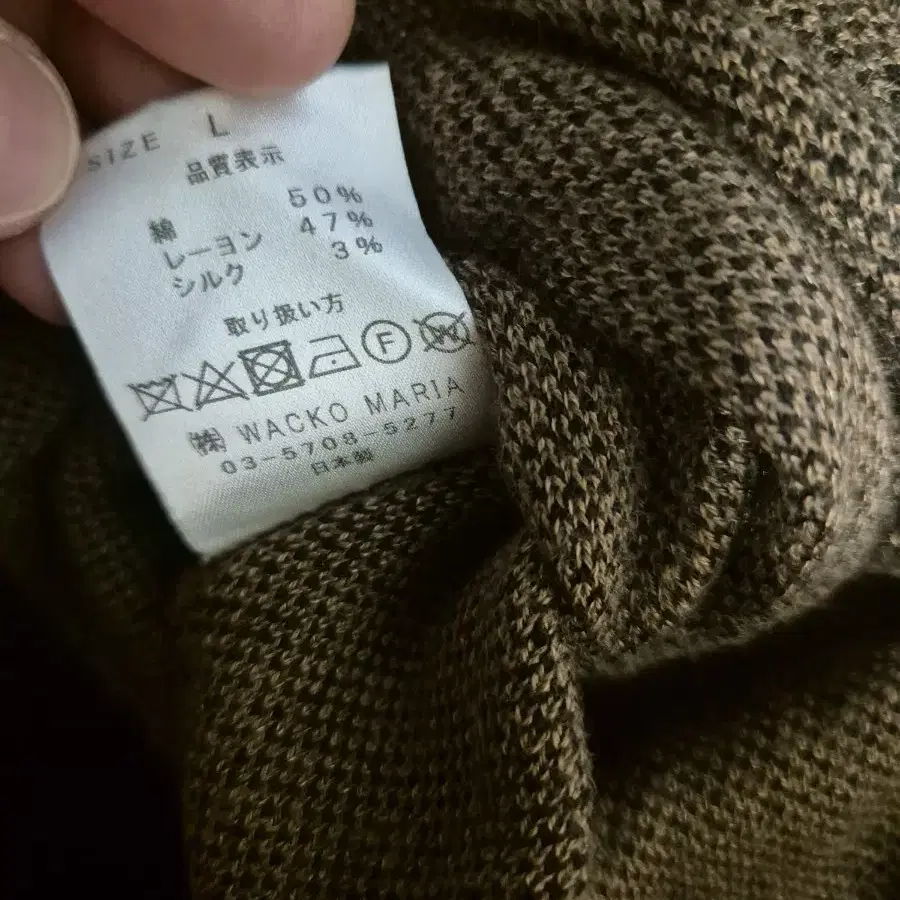 SIZE L
品質表示
綿 50%
レーヨン 47%
シルク 3%
取り扱い方
F W
㈱ WACKO MARIA
03-5708-5277
日本製